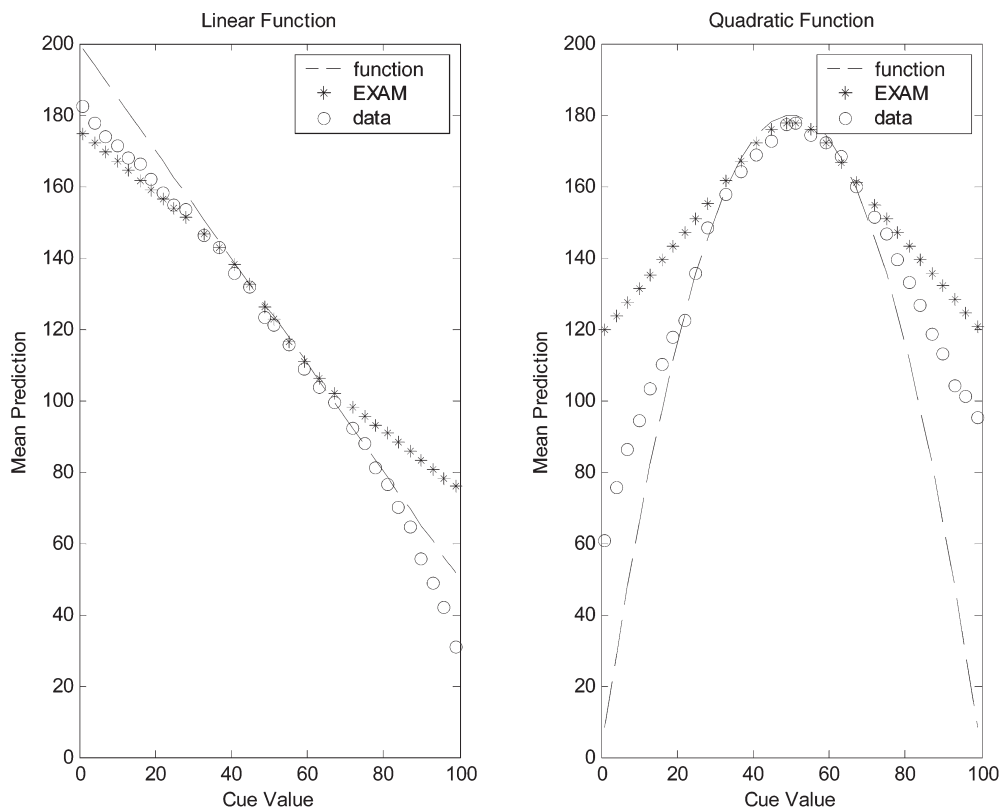 Linear Function
Mean Prediction
200
180
160
140
120
100
80
60
40
20
0
function
EXAM
data
0 20 40 60 80 100
Cue Value
Quadratic Function
Mean Prediction
200
180
160
140
120
100
80
60
40
20
0
function
EXAM
data
0 20 40 60 80 100
Cue Value